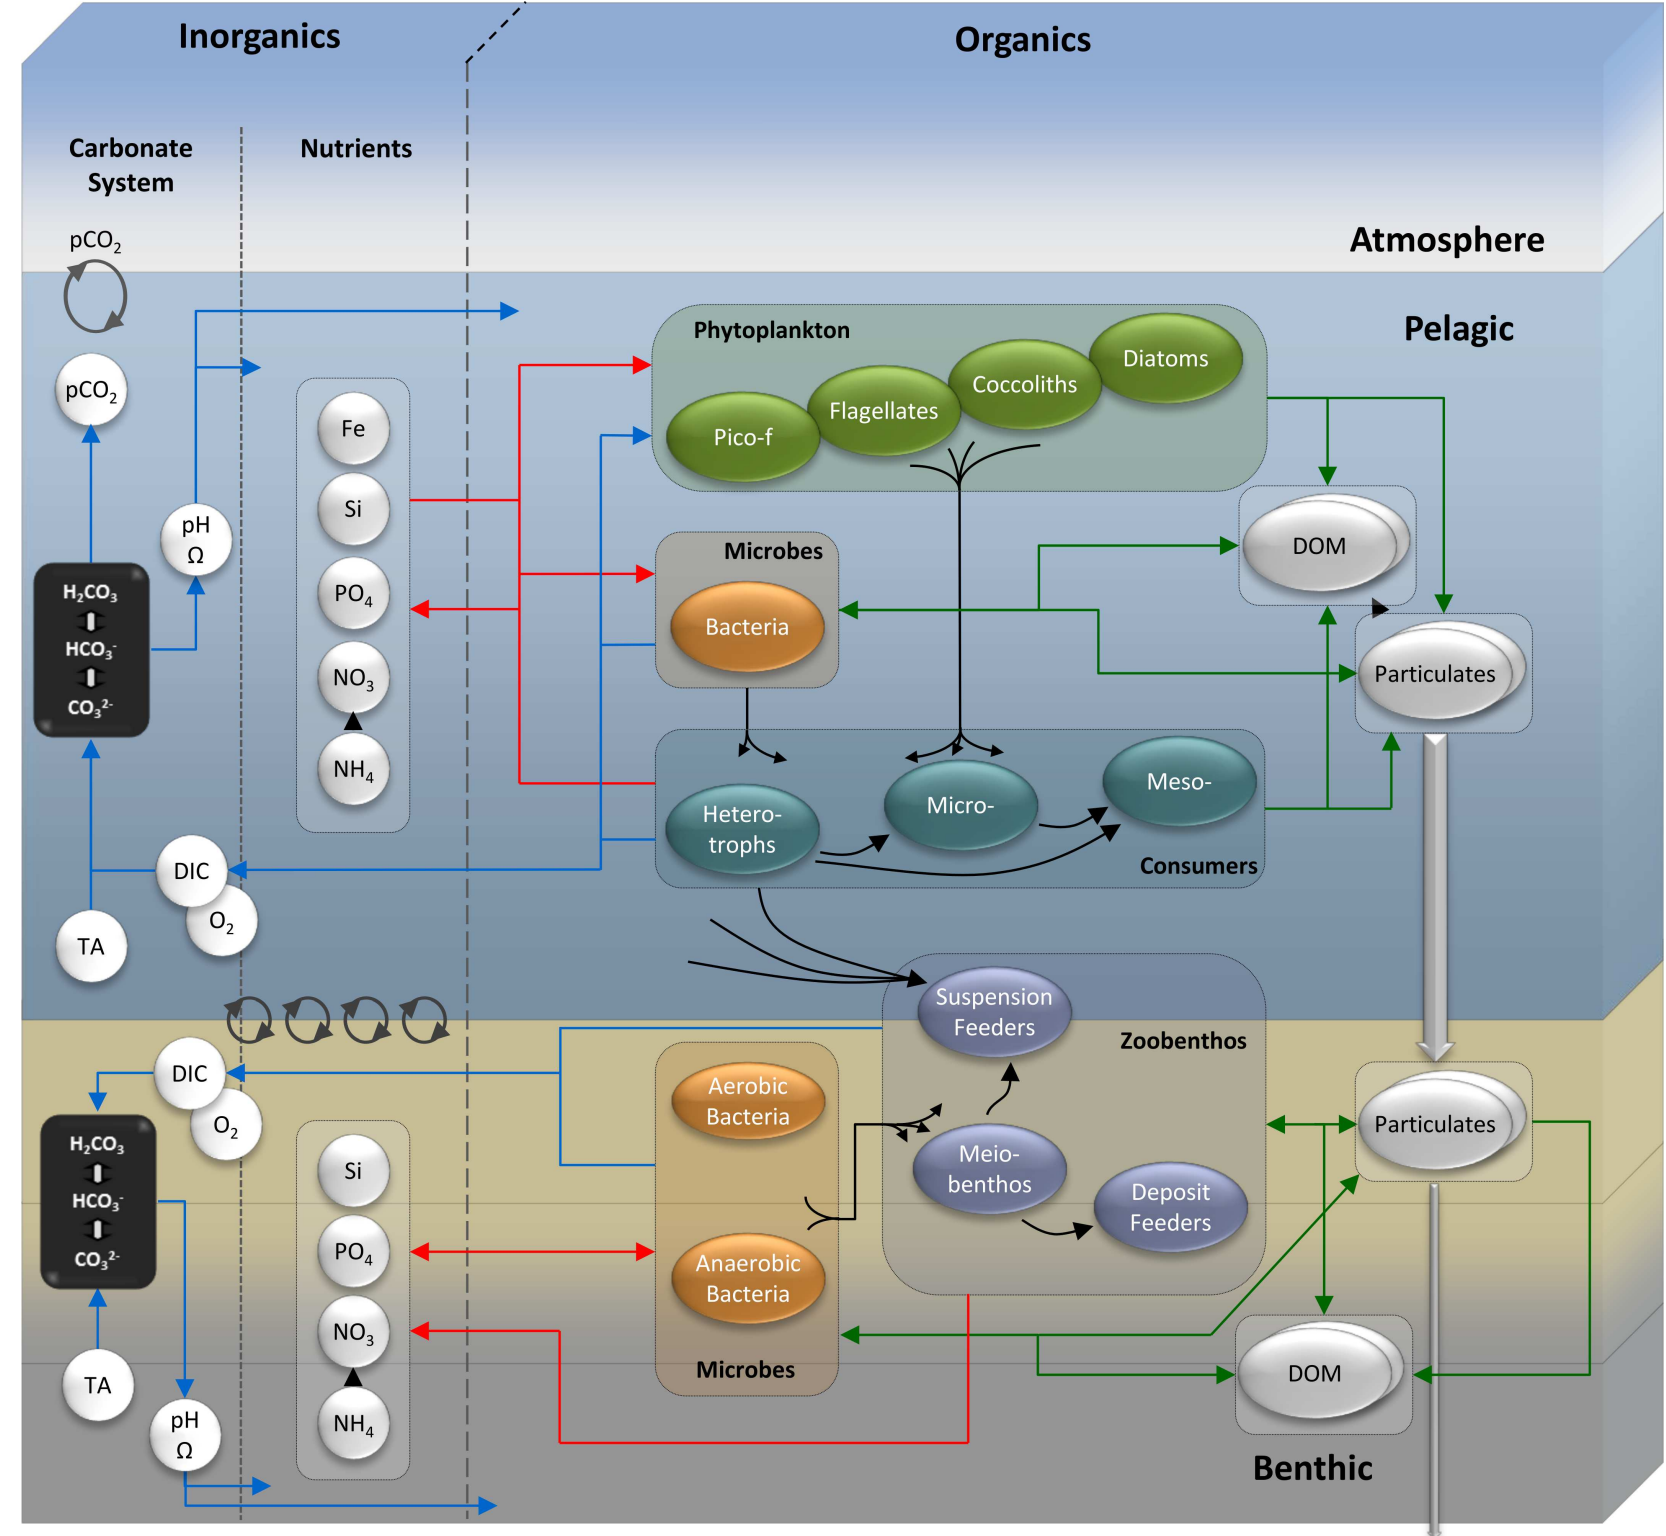 Inorganics
Organics
Carbonate
System
Nutrients
Atmosphere
pCO₂
Pelagic
pCO₂
pH
Ω
H₂CO₃
HCO₃⁻
CO₃²⁻
DIC
O₂
TA
Fe
Si
PO₄
NO₃
NH₄
Phytoplankton
Pico-f
Flagellates
Coccoliths
Diatoms
Microbes
Bacteria
DOM
Particulates
Hetero-
trophs
Micro-
Meso-
Consumers
Suspension
Feeders
Zoobenthos
Meio-
benthos
Deposit
Feeders
Aerobic
Bacteria
Anaerobic
Bacteria
Microbes
Particulates
DOM
DIC
O₂
H₂CO₃
HCO₃⁻
CO₃²⁻
TA
pH
Ω
Si
PO₄
NO₃
NH₄
Benthic